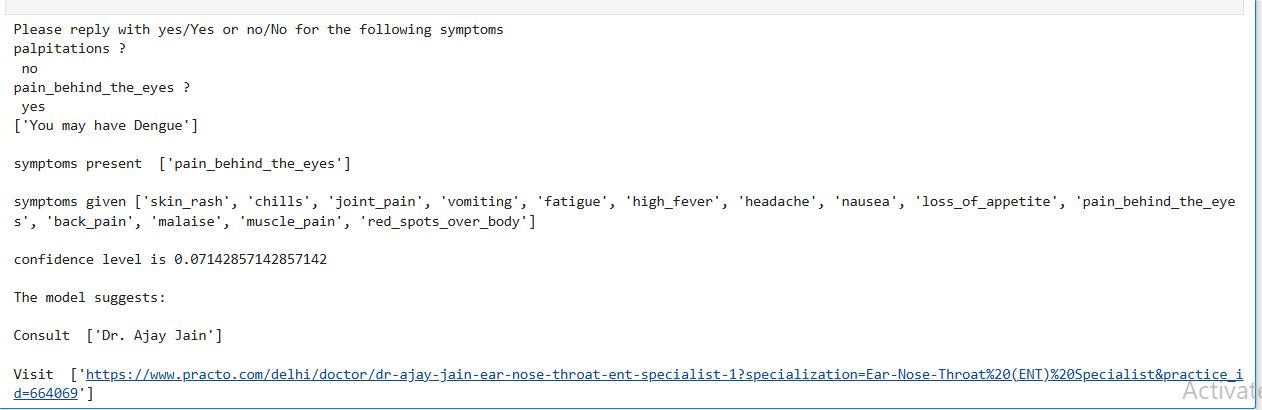 Please reply with yes/Yes or no/No for the following symptoms
palpitations ?
no
pain_behind_the_eyes ?
yes
['You may have Dengue']
symptoms present  ['pain_behind_the_eyes']
symptoms given ['skin_rash', 'chills', 'joint_pain', 'vomiting', 'fatigue', 'high_fever', 'headache', 'nausea', 'loss_of_appetite', 'pain_behind_the_eye
s', 'back_pain', 'malaise', 'muscle_pain', 'red_spots_over_body']
confidence level is 0.07142857142857142
The model suggests:
Consult  ['Dr. Ajay Jain']
Visit  ['https://www.practo.com/delhi/doctor/dr-ajay-jain-ear-nose-throat-ent-specialist-1?specialization=Ear-Nose-Throat%20(ENT)%20Specialist&practice_i
d=664069']
Activate